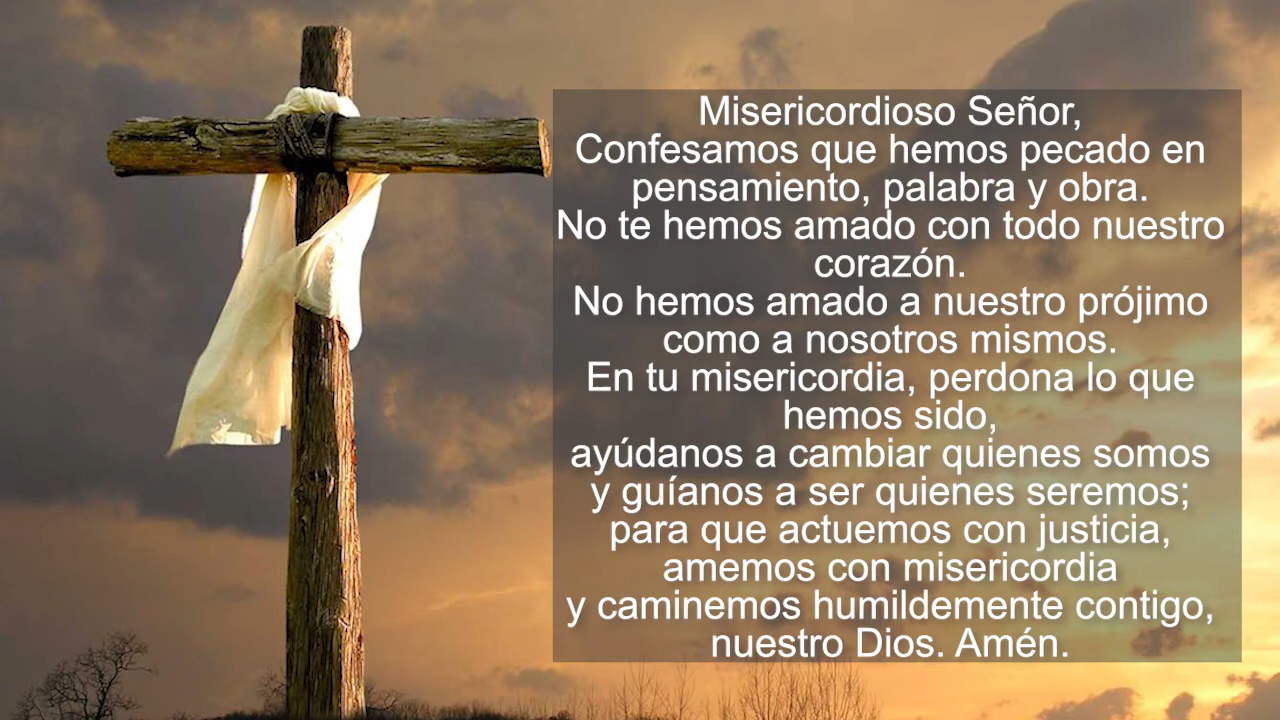 Misericordioso Señor,
Confesamos que hemos pecado en
pensamiento, palabra y obra.
No te hemos amado con todo nuestro
corazón.
No hemos amado a nuestro prójimo
como a nosotros mismos.
En tu misericordia, perdona lo que
hemos sido,
ayúdanos a cambiar quienes somos
y guíanos a ser quienes seremos;
para que actuemos con justicia,
amemos con misericordia
y caminemos humildemente contigo,
nuestro Dios. Amén.